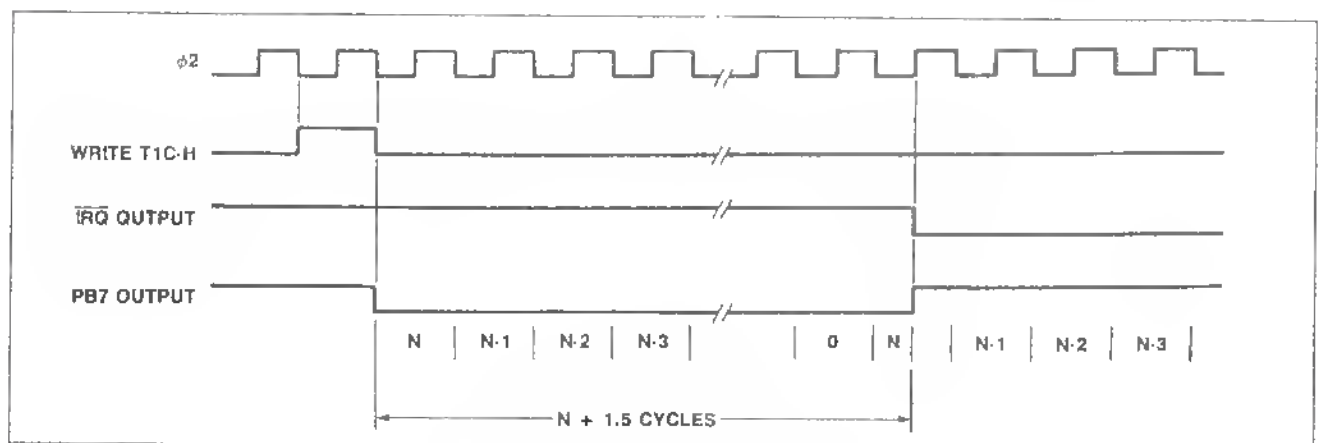 φ2
WRITE T1C-H
IRQ OUTPUT
PB7 OUTPUT
N N-1 N-2 N-3 0 N N-1 N-2 N-3
N + 1.5 CYCLES